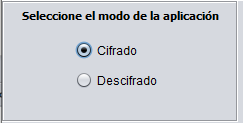 Seleccione el modo de la aplicación
Cifrado
Descifrado